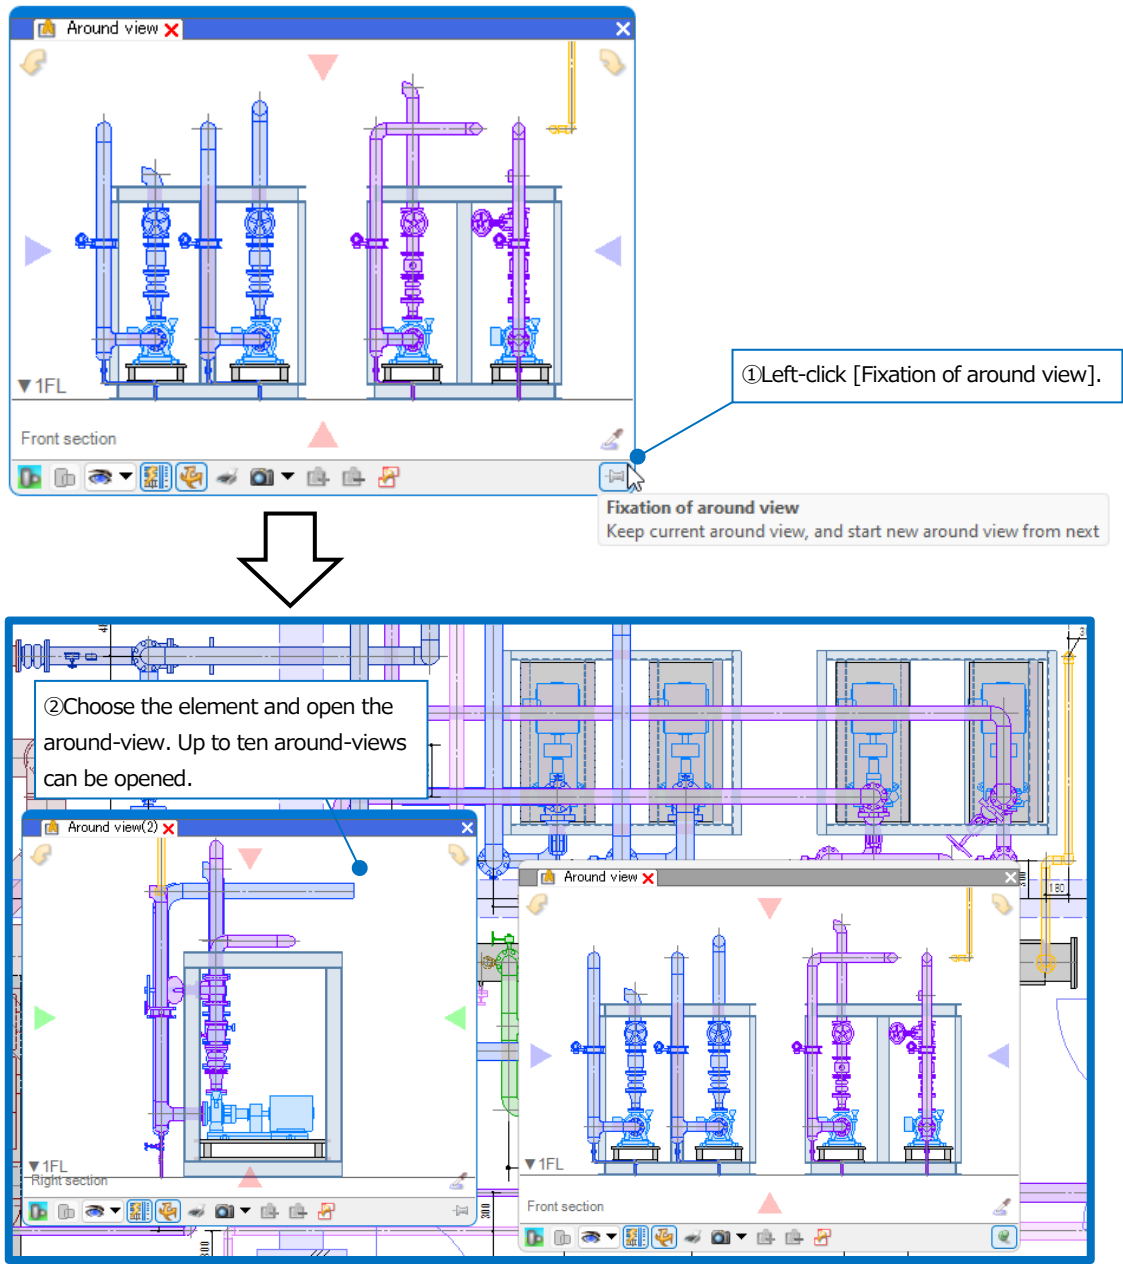 Around view
▼1FL
Front section
①Left-click [Fixation of around view].
Fixation of around view
Keep current around view, and start new around view from next
②Choose the element and open the
around-view. Up to ten around-views
can be opened.
Around view(2)
▼1FL
Right section
Around view
180
▼1FL
Front section